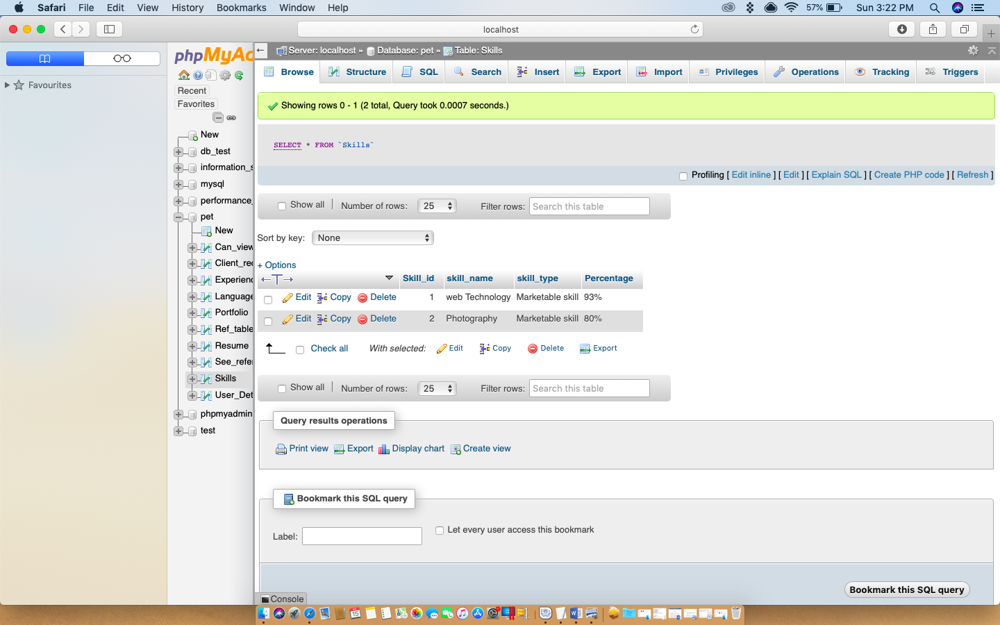 Safari File Edit View History Bookmarks Window Help 57% Sun 3:22 PM
localhost
Favourites
phpMyAc
Recent
Favorites
New
db_test
information_s
mysql
performance_
pet
New
Can_view
Client_rec
Experienc
Language
Portfolio
Ref_table
Resume
See_refe
Skills
User_Det
phpmyadmin
test
Server: localhost » Database: pet » Table: Skills
Browse Structure SQL Search Insert Export Import Privileges Operations Tracking Triggers
Showing rows 0 - 1 (2 total, Query took 0.0007 seconds.)
SELECT * FROM `Skills`
Profiling [ Edit inline ] [ Edit ] [ Explain SQL ] [ Create PHP code ] [ Refresh ]
Show all | Number of rows: 25 Filter rows: Search this table
Sort by key: None
+ Options
←T→ Skill_id skill_name skill_type Percentage
Edit Copy Delete 1 web Technology Marketable skill 93%
Edit Copy Delete 2 Photography Marketable skill 80%
Check all With selected: Edit Copy Delete Export
Show all | Number of rows: 25 Filter rows: Search this table
Query results operations
Print view Export Display chart Create view
Bookmark this SQL query
Label: Let every user access this bookmark
Bookmark this SQL query
Console
15